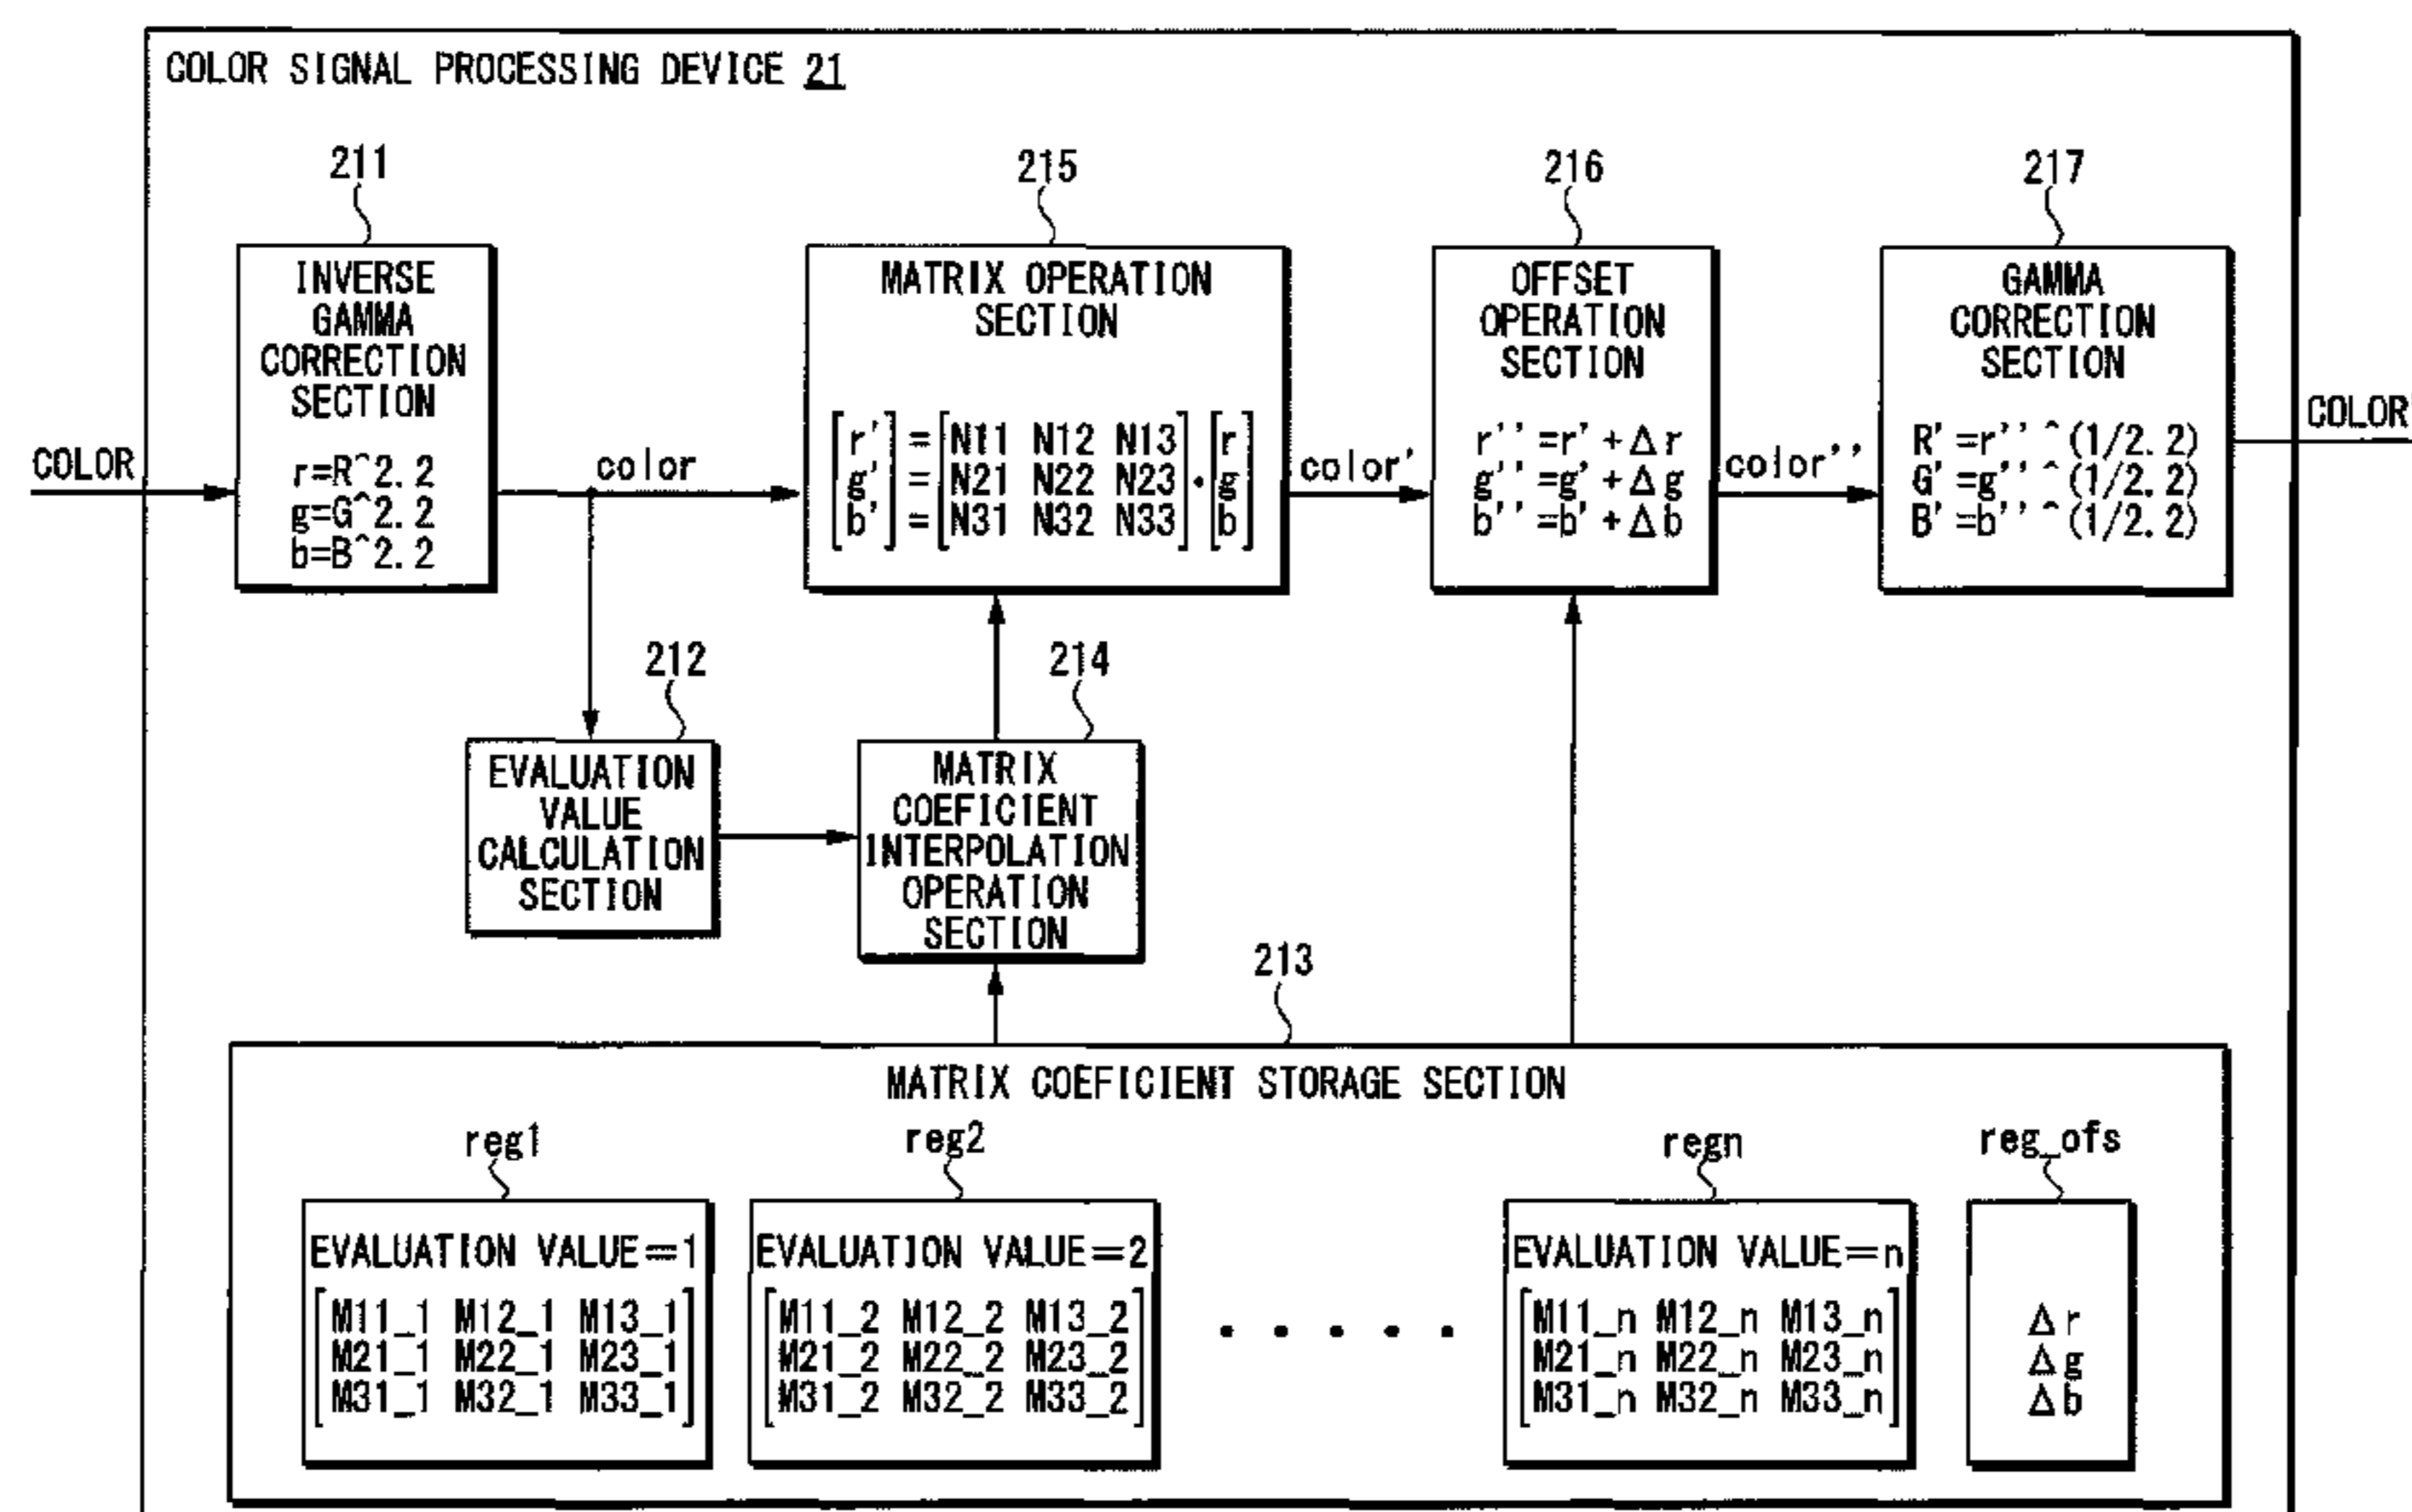 COLOR SIGNAL PROCESSING DEVICE 21
211
215
216
217
INVERSE
GAMMA
CORRECTION
SECTION
r=R^2.2
g=G^2.2
b=B^2.2
MATRIX OPERATION
SECTION
[r'] = [N11 N12 N13] [r]
[g'] = [N21 N22 N23] · [g]
[b'] = [N31 N32 N33] [b]
OFFSET
OPERATION
SECTION
r''=r'+Δr
g''=g'+Δg
b''=b'+Δb
GAMMA
CORRECTION
SECTION
R'=r''^(1/2.2)
G'=g''^(1/2.2)
B'=b''^(1/2.2)
COLOR
color
color'
color''
COLOR'
212
214
EVALUATION
VALUE
CALCULATION
SECTION
MATRIX
COEFICIENT
INTERPOLATION
OPERATION
SECTION
213
MATRIX COEFICIENT STORAGE SECTION
reg1
reg2
regn
reg_ofs
EVALUATION VALUE=1
M11_1 M12_1 M13_1
M21_1 M22_1 M23_1
M31_1 M32_1 M33_1
EVALUATION VALUE=2
M11_2 M12_2 M13_2
M21_2 M22_2 M23_2
M31_2 M32_2 M33_2
· · · · ·
EVALUATION VALUE=n
M11_n M12_n M13_n
M21_n M22_n M23_n
M31_n M32_n M33_n
Δr
Δg
Δb